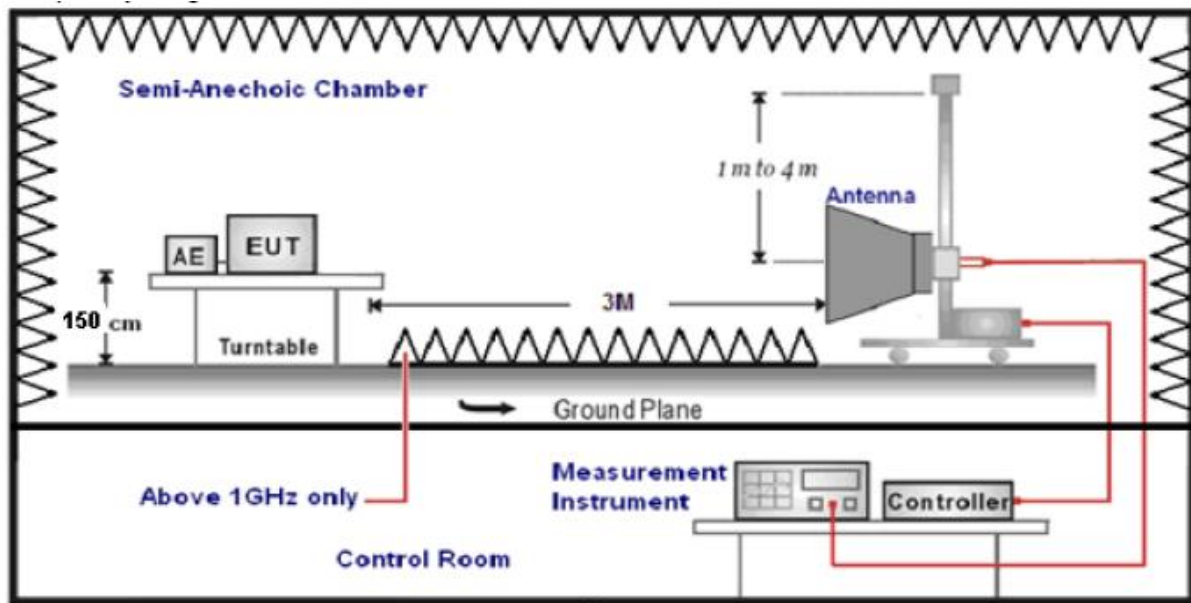 Semi-Anechoic Chamber
1 m to 4 m
Antenna
AE
EUT
150 cm
3M
Turntable
Ground Plane
Above 1GHz only
Measurement
Instrument
Controller
Control Room